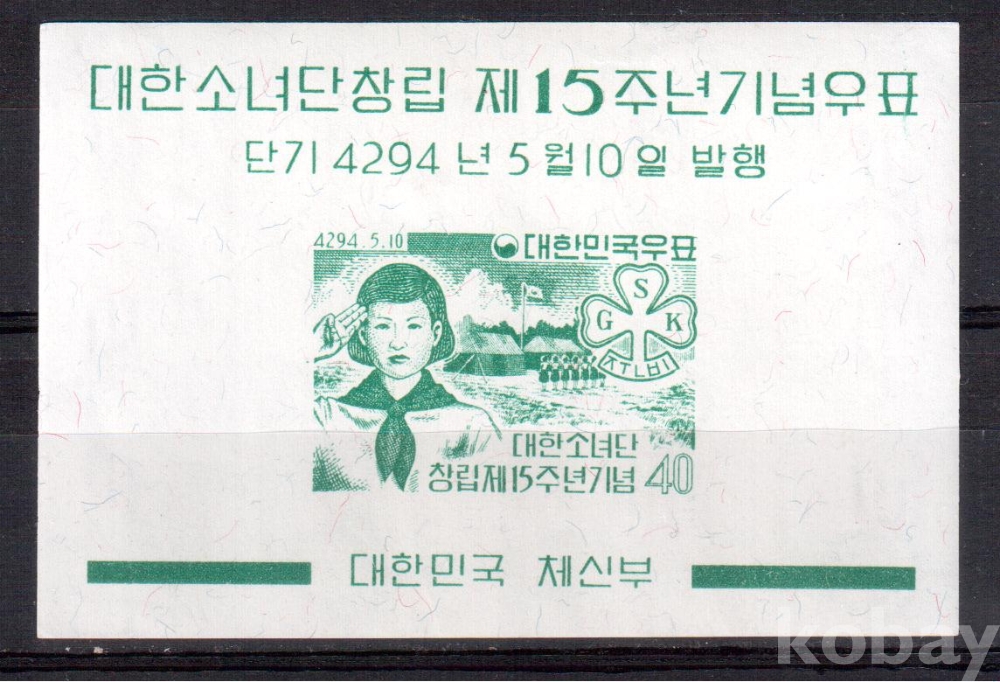 대한소녀단창립 제15주년기념우표
단기 4294 년 5 월 10 일 발행
4294.5.10
대한민국우표
S
G K
대한소녀단
창립제15주년기념 40
대한민국 체신부
kobay